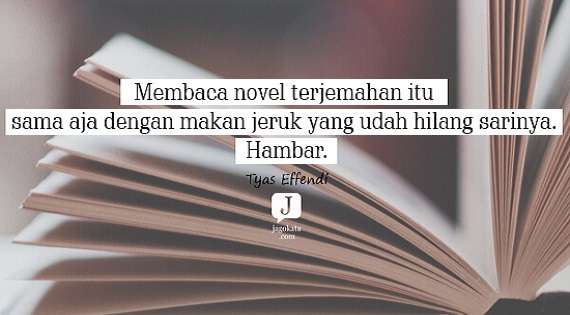 Membaca novel terjemahan itu
sama aja dengan makan jeruk yang udah hilang sarinya.
Hambar.
Tyas Effendi
J
jagokata
.com